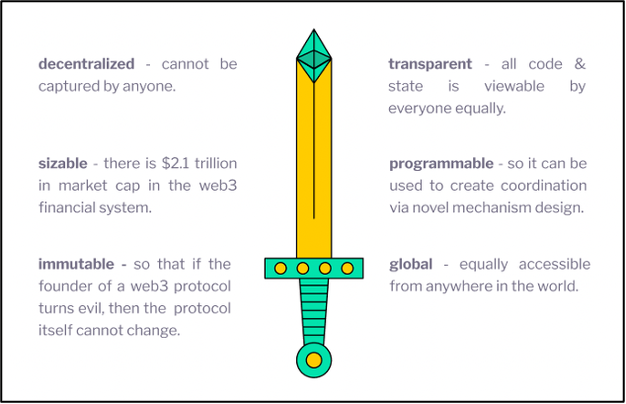 decentralized - cannot be
captured by anyone.
sizable - there is $2.1 trillion
in market cap in the web3
financial system.
immutable - so that if the
founder of a web3 protocol
turns evil, then the protocol
itself cannot change.
transparent - all code &
state is viewable by
everyone equally.
programmable - so it can be
used to create coordination
via novel mechanism design.
global - equally accessible
from anywhere in the world.